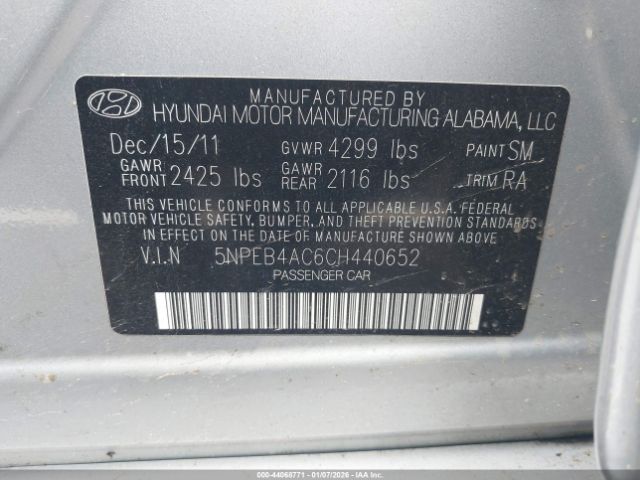 MANUFACTURED BY
HYUNDAI MOTOR MANUFACTURING ALABAMA, LLC
Dec/15/11 GVWR 4299 lbs PAINT SM
GAWR FRONT 2425 lbs GAWR REAR 2116 lbs TRIM RA
THIS VEHICLE CONFORMS TO ALL APPLICABLE U.S.A. FEDERAL
MOTOR VEHICLE SAFETY, BUMPER, AND THEFT PREVENTION STANDARDS
IN EFFECT ON THE DATE OF MANUFACTURE SHOWN ABOVE.
V.I.N 5NPEB4AC6CH440652
PASSENGER CAR
000-44068771 | 01/07/2026 | IAA INC.